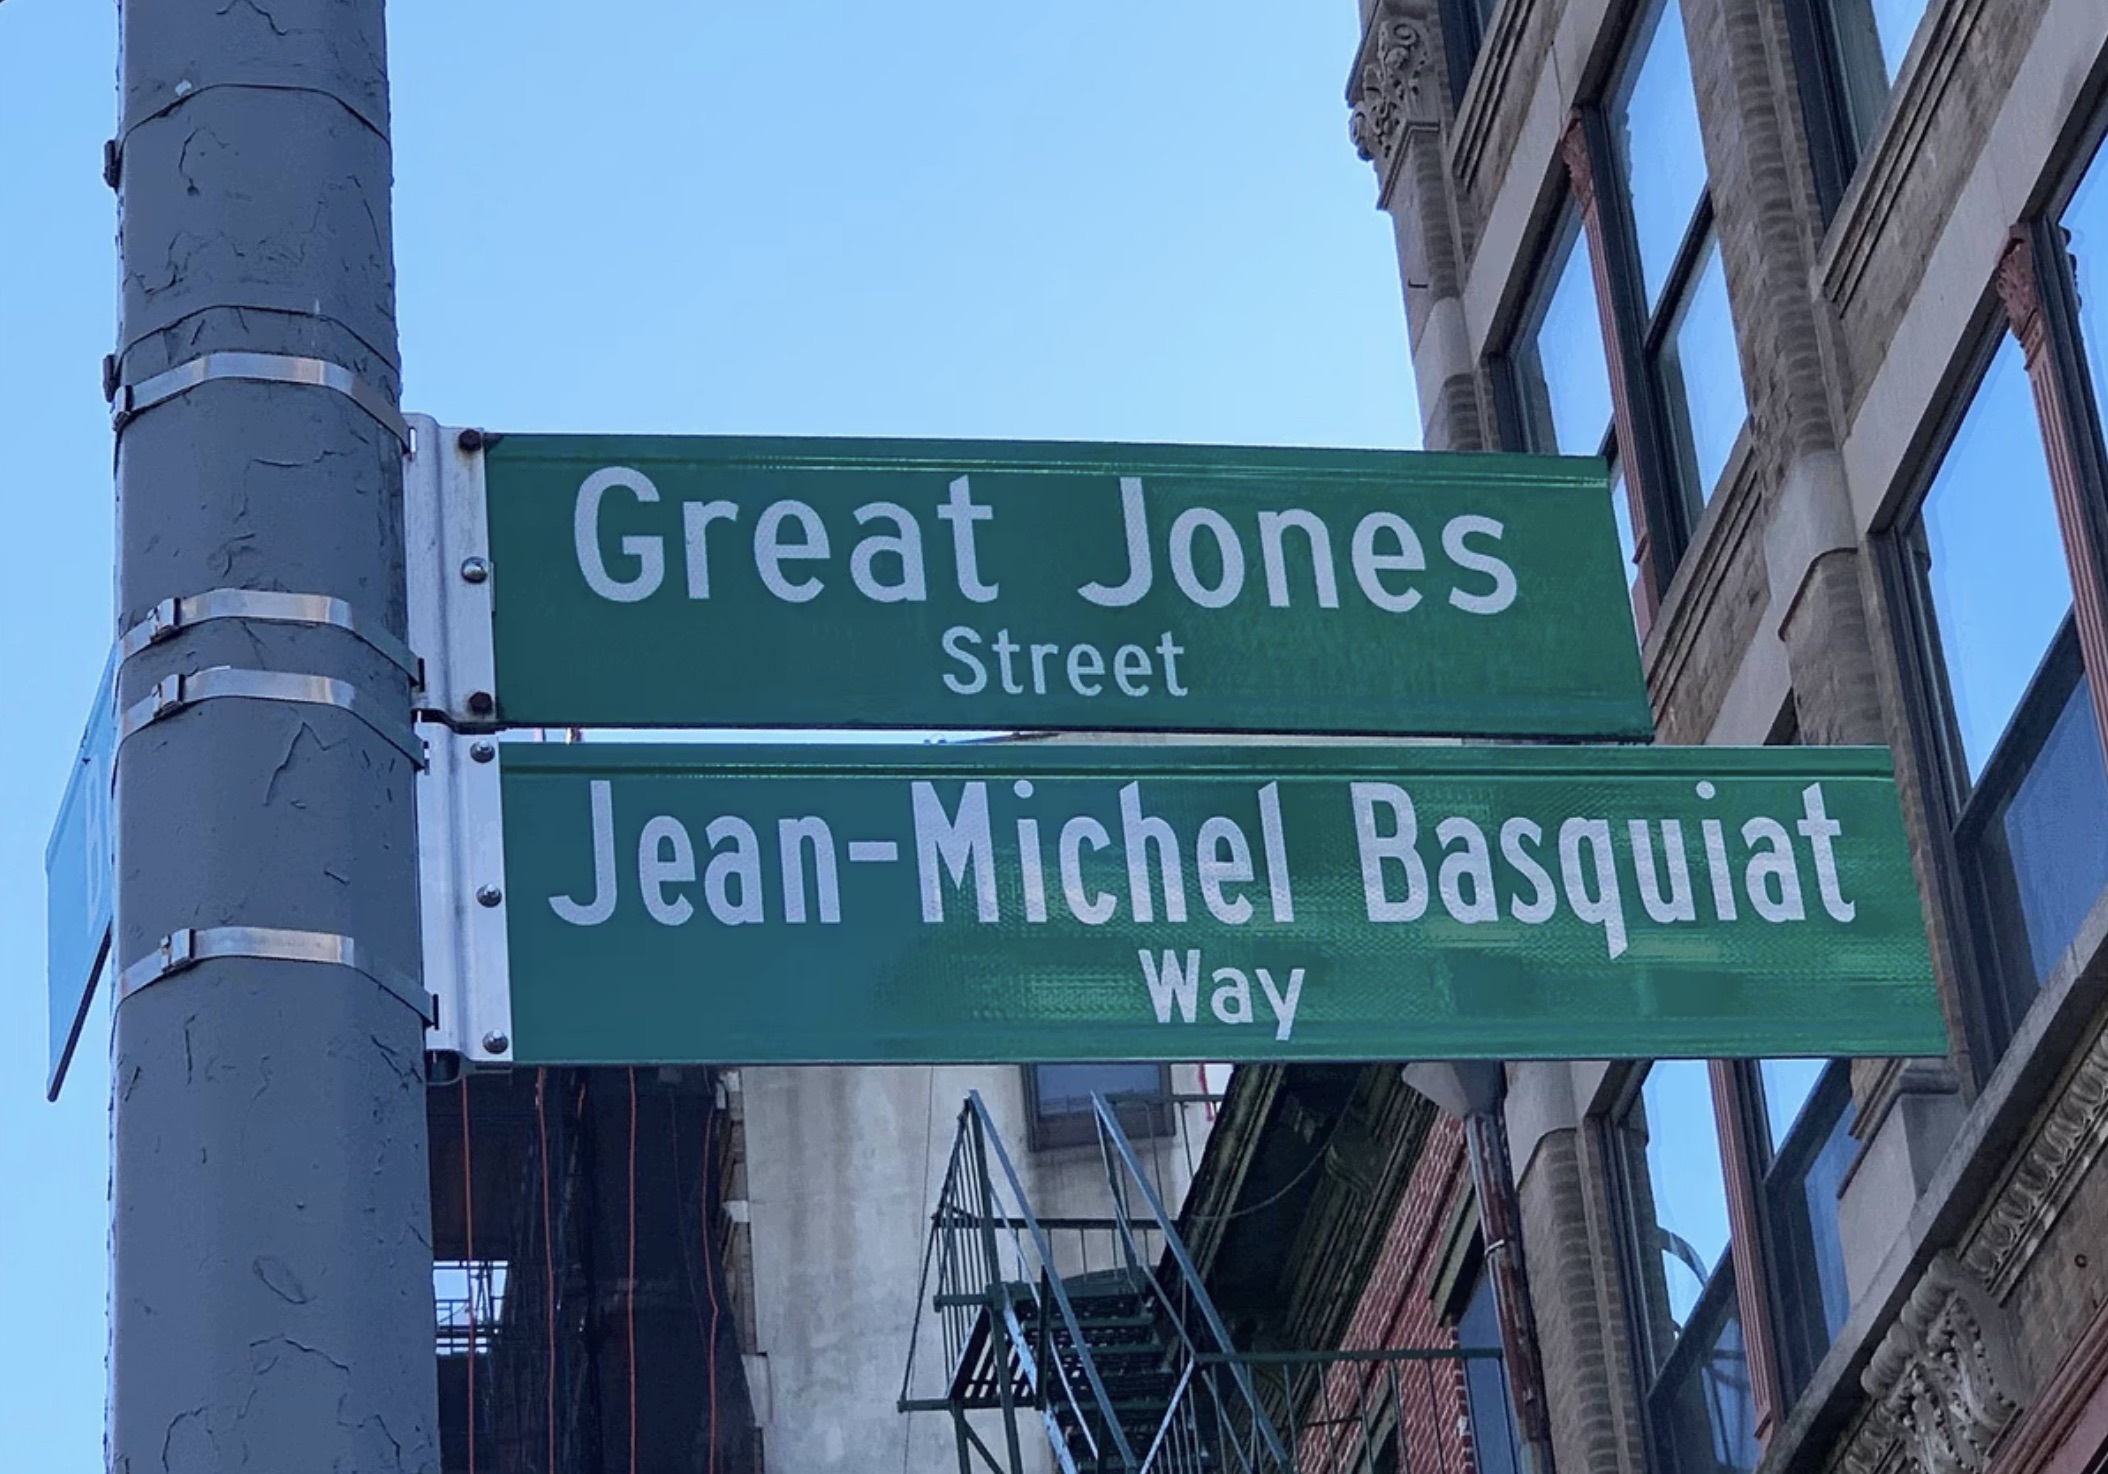 Great Jones
Street
Jean-Michel Basquiat
Way